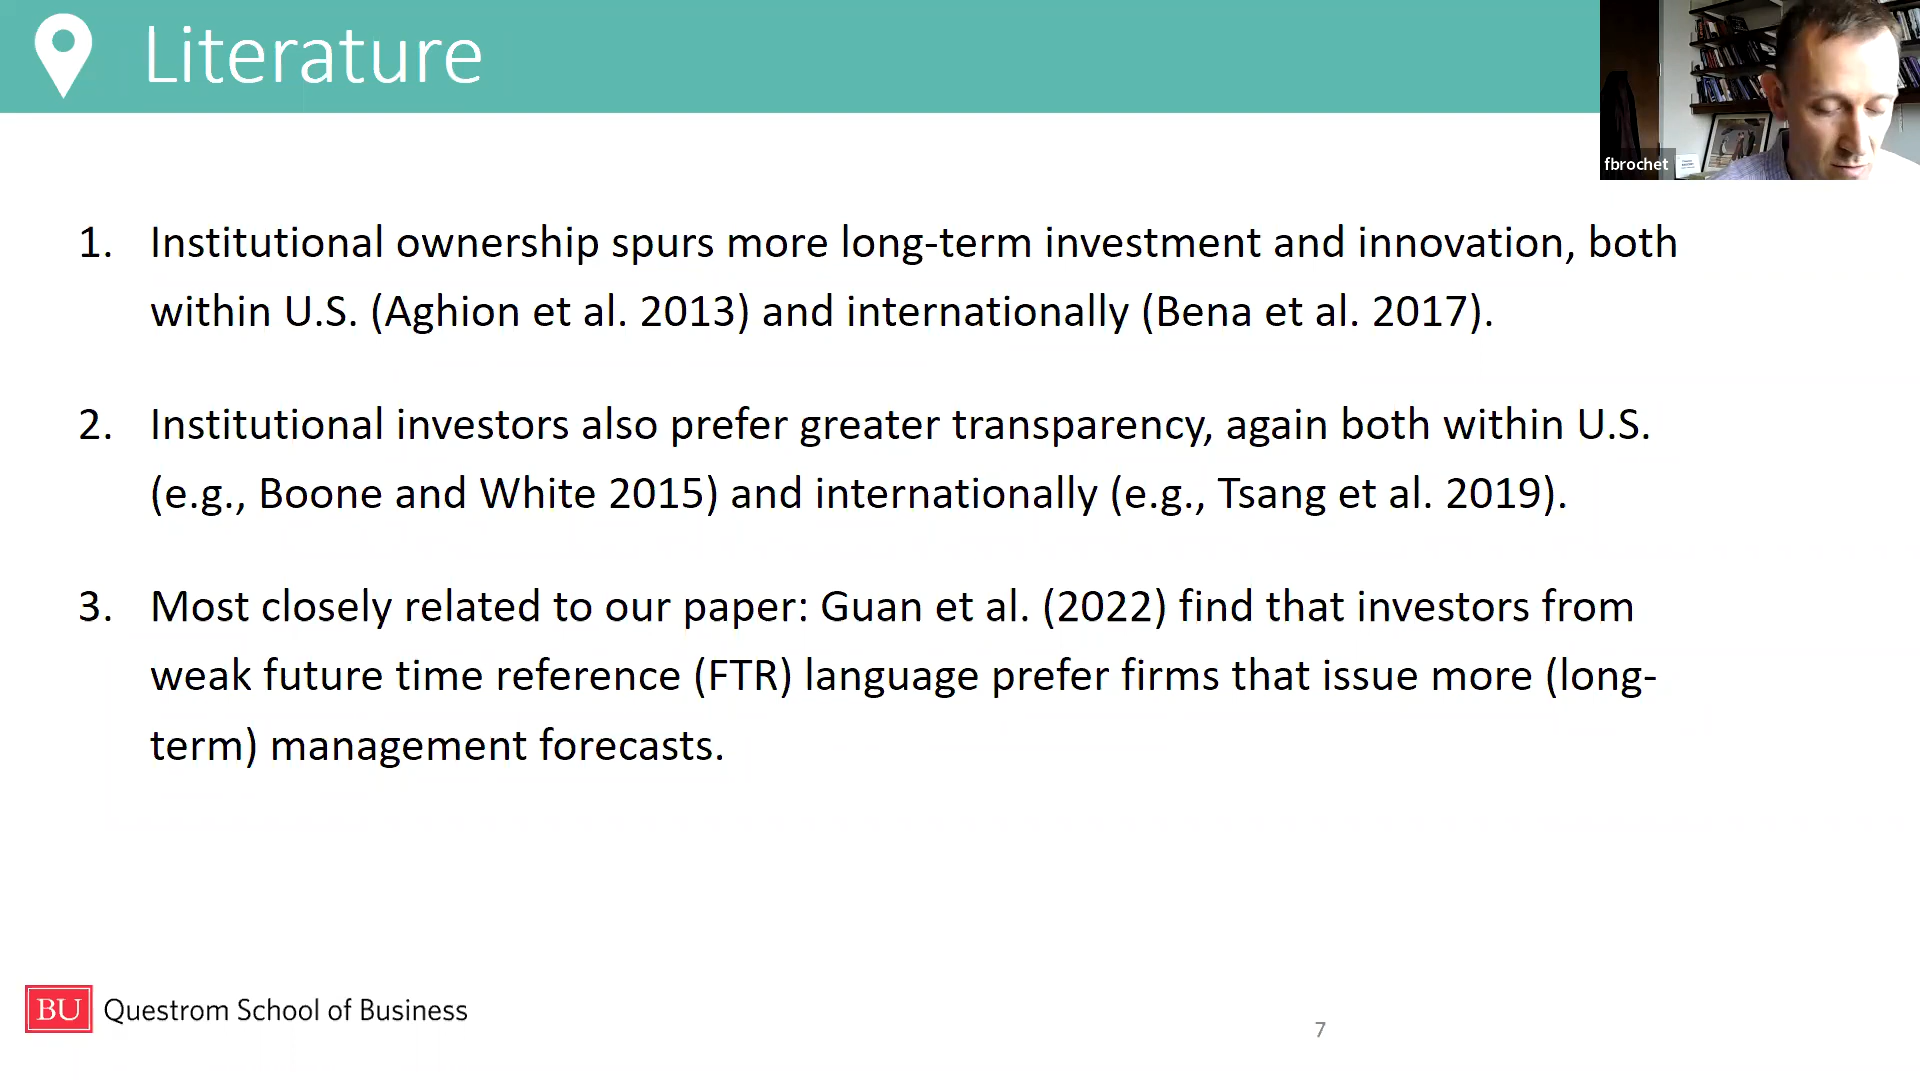 Literature
fbrochet
1. Institutional ownership spurs more long-term investment and innovation, both
within U.S. (Aghion et al. 2013) and internationally (Bena et al. 2017).
2. Institutional investors also prefer greater transparency, again both within U.S.
(e.g., Boone and White 2015) and internationally (e.g., Tsang et al. 2019).
3. Most closely related to our paper: Guan et al. (2022) find that investors from
weak future time reference (FTR) language prefer firms that issue more (long-
term) management forecasts.
BU Questrom School of Business
7